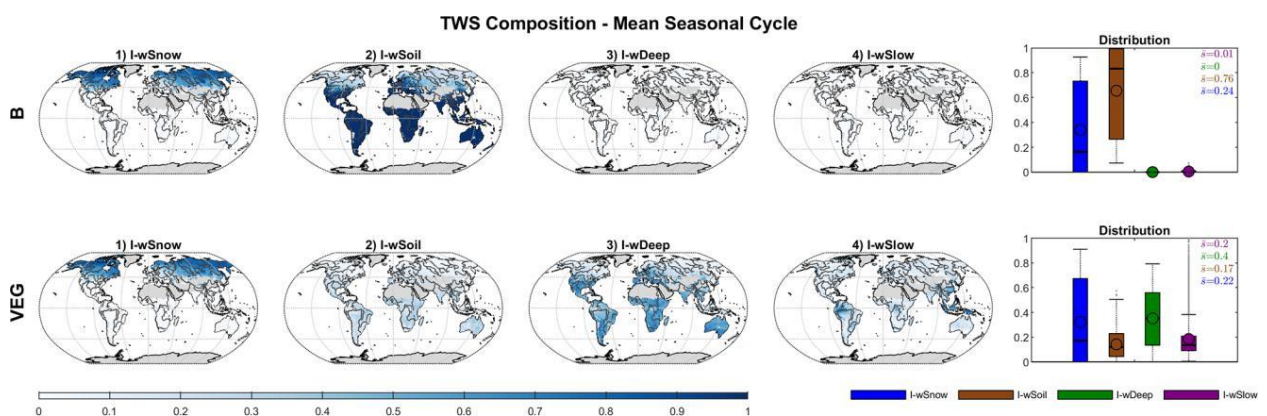 TWS Composition - Mean Seasonal Cycle
B
1) I-wSnow
2) I-wSoil
3) I-wDeep
4) I-wSlow
Distribution
1
0.8
0.6
0.4
0.2
0
s̄=0.01
s̄=0
s̄=0.76
s̄=0.24
VEG
1) I-wSnow
2) I-wSoil
3) I-wDeep
4) I-wSlow
Distribution
1
0.8
0.6
0.4
0.2
0
s̄=0.2
s̄=0.4
s̄=0.17
s̄=0.22
0 0.1 0.2 0.3 0.4 0.5 0.6 0.7 0.8 0.9 1
I-wSnow I-wSoil I-wDeep I-wSlow